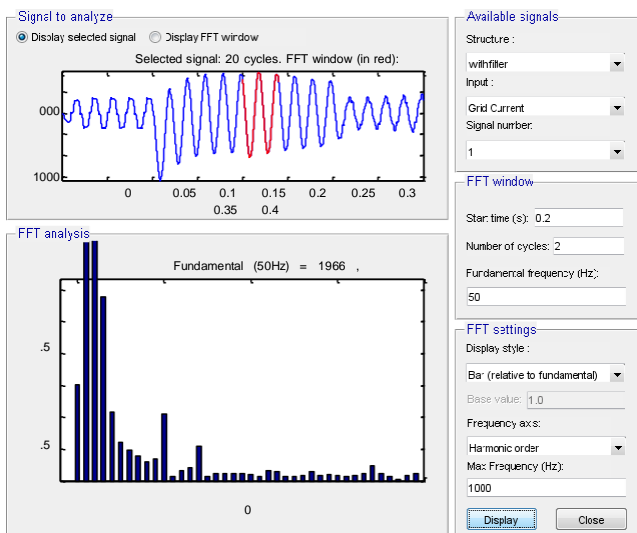 Signal to analyze
Display selected signal Display FFT window
Selected signal: 20 cycles. FFT window (in red):
000
1000
0 0.05 0.1 0.15 0.2 0.25 0.3
0.35 0.4
FFT analysis
Fundamental (50Hz) = 1966 ,
.5
.5
0
Available signals
Structure :
withfilter
Input :
Grid Current
Signal number:
1
FFT window
Start time (s): 0.2
Number of cycles: 2
Fundamental frequency (Hz):
50
FFT settings
Display style :
Bar (relative to fundamental)
Base value: 1.0
Frequency axis:
Harmonic order
Max Frequency (Hz):
1000
Display Close